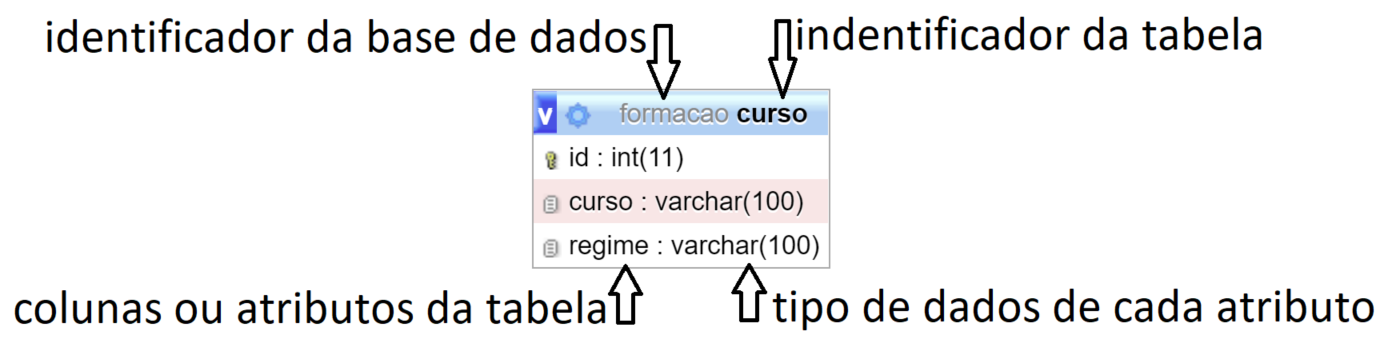 identificador da base de dados
indentificador da tabela
v formacao curso
id : int(11)
curso : varchar(100)
regime : varchar(100)
colunas ou atributos da tabela
tipo de dados de cada atributo